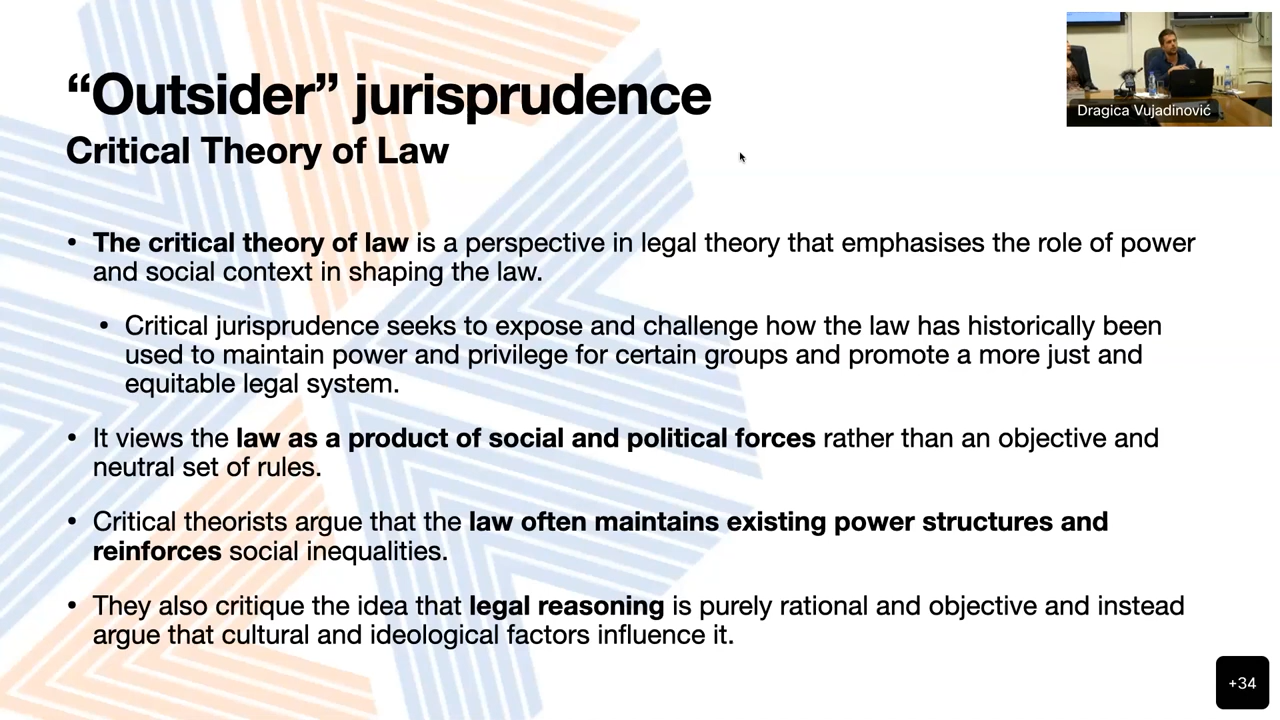 “Outsider” jurisprudence
Critical Theory of Law
Dragica Vujadinović
• The critical theory of law is a perspective in legal theory that emphasises the role of power
and social context in shaping the law.
• Critical jurisprudence seeks to expose and challenge how the law has historically been
used to maintain power and privilege for certain groups and promote a more just and
equitable legal system.
• It views the law as a product of social and political forces rather than an objective and
neutral set of rules.
• Critical theorists argue that the law often maintains existing power structures and
reinforces social inequalities.
• They also critique the idea that legal reasoning is purely rational and objective and instead
argue that cultural and ideological factors influence it.
+34